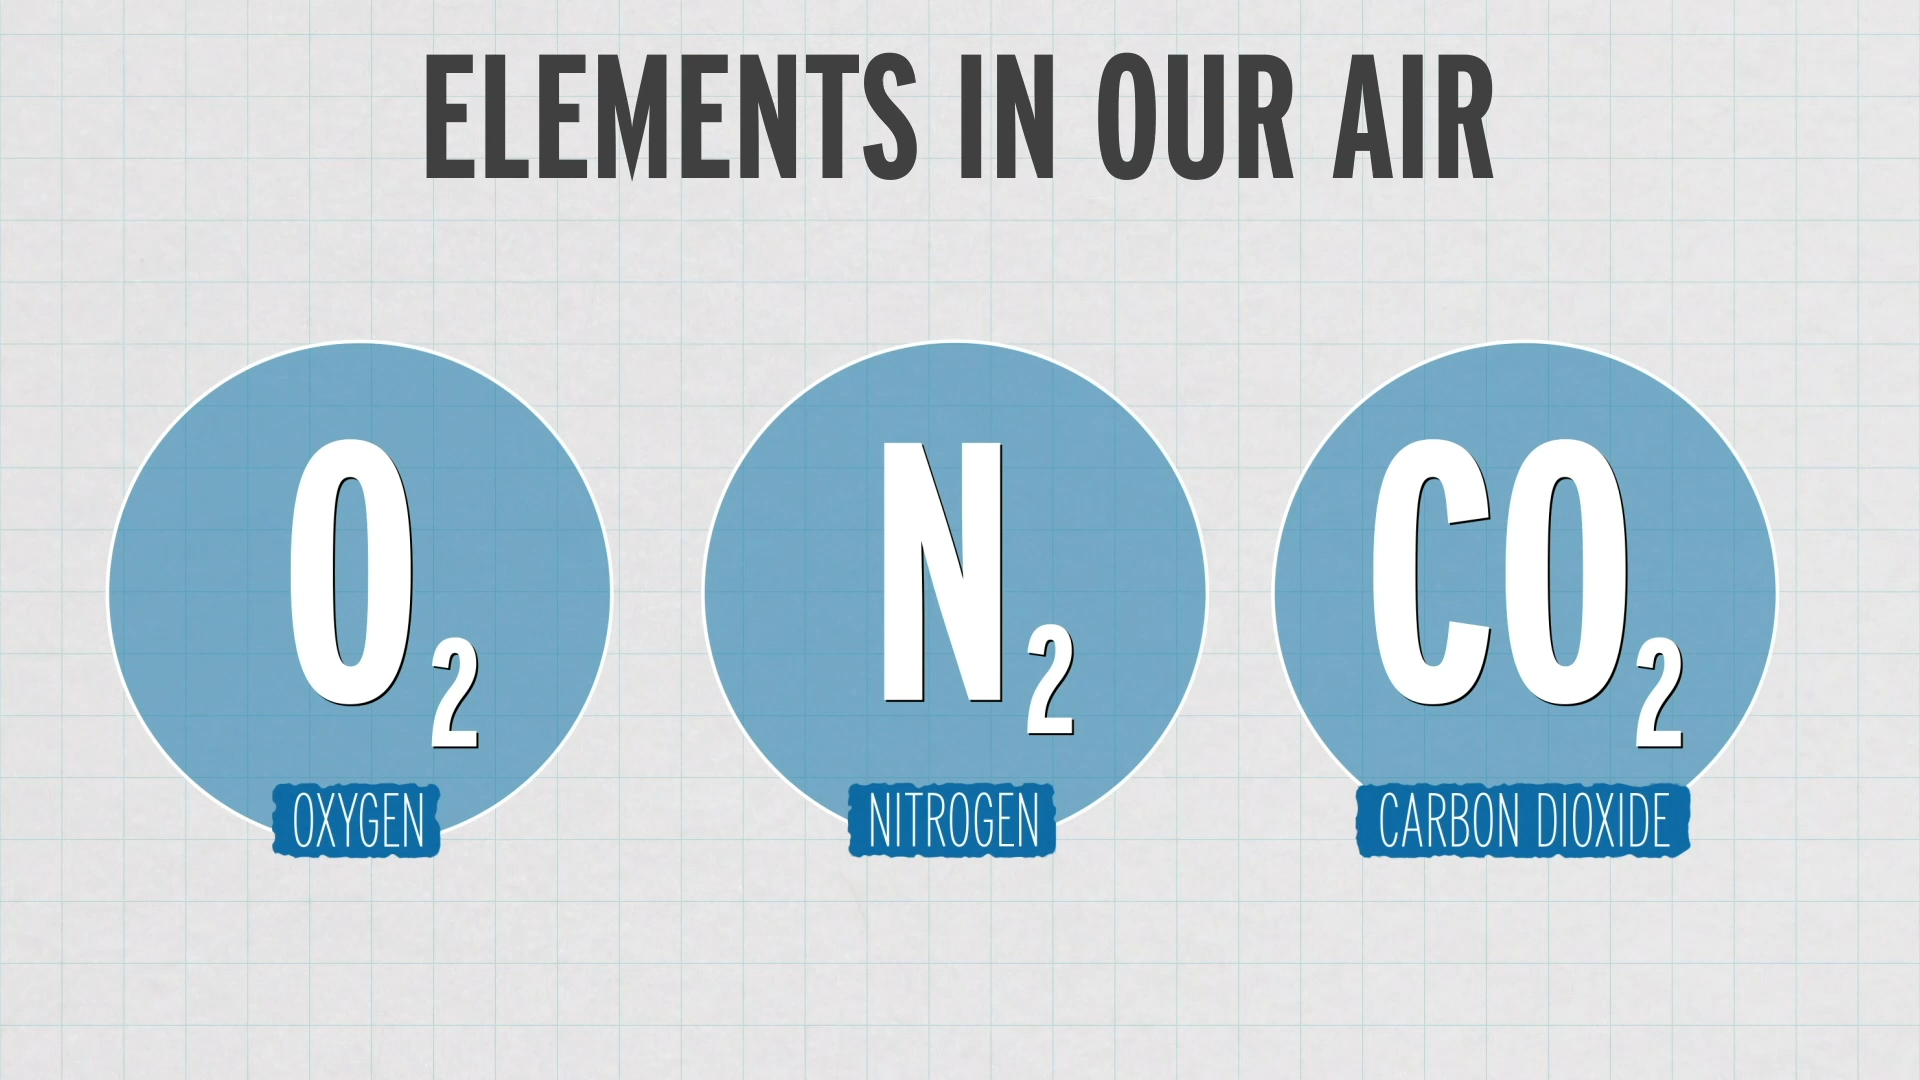 ELEMENTS IN OUR AIR
O₂
N₂
CO₂
OXYGEN
NITROGEN
CARBON DIOXIDE